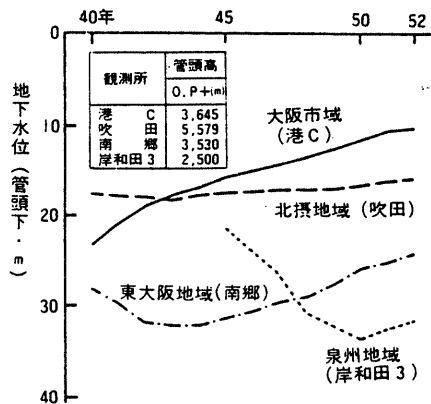 40年 45 50 52
0
10
20
30
40
地下水位（管頭下・m）
観測所 管頭高
O.P+(m)
港 C 3,645
吹 田 5,579
南 郷 3,530
岸和田3 2,500
大阪市域
(港C)
北摂地域(吹田)
東大阪地域(南郷)
泉州地域
(岸和田3)